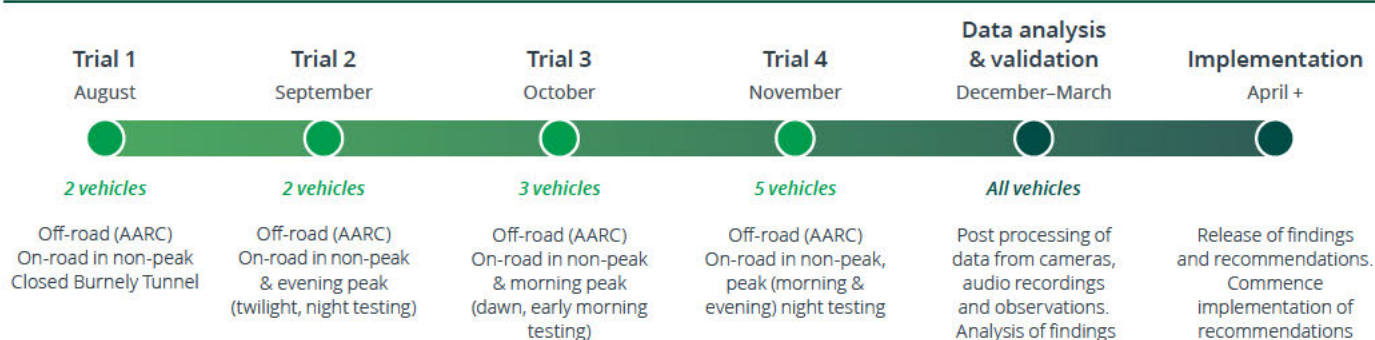 Trial 1
August
2 vehicles
Off-road (AARC)
On-road in non-peak
Closed Burnely Tunnel
Trial 2
September
2 vehicles
Off-road (AARC)
On-road in non-peak
& evening peak
(twilight, night testing)
Trial 3
October
3 vehicles
Off-road (AARC)
On-road in non-peak
& morning peak
(dawn, early morning
testing)
Trial 4
November
5 vehicles
Off-road (AARC)
On-road in non-peak,
peak (morning &
evening) night testing
Data analysis
& validation
December–March
All vehicles
Post processing of
data from cameras,
audio recordings
and observations.
Analysis of findings
Implementation
April +
Release of findings
and recommendations.
Commence
implementation of
recommendations